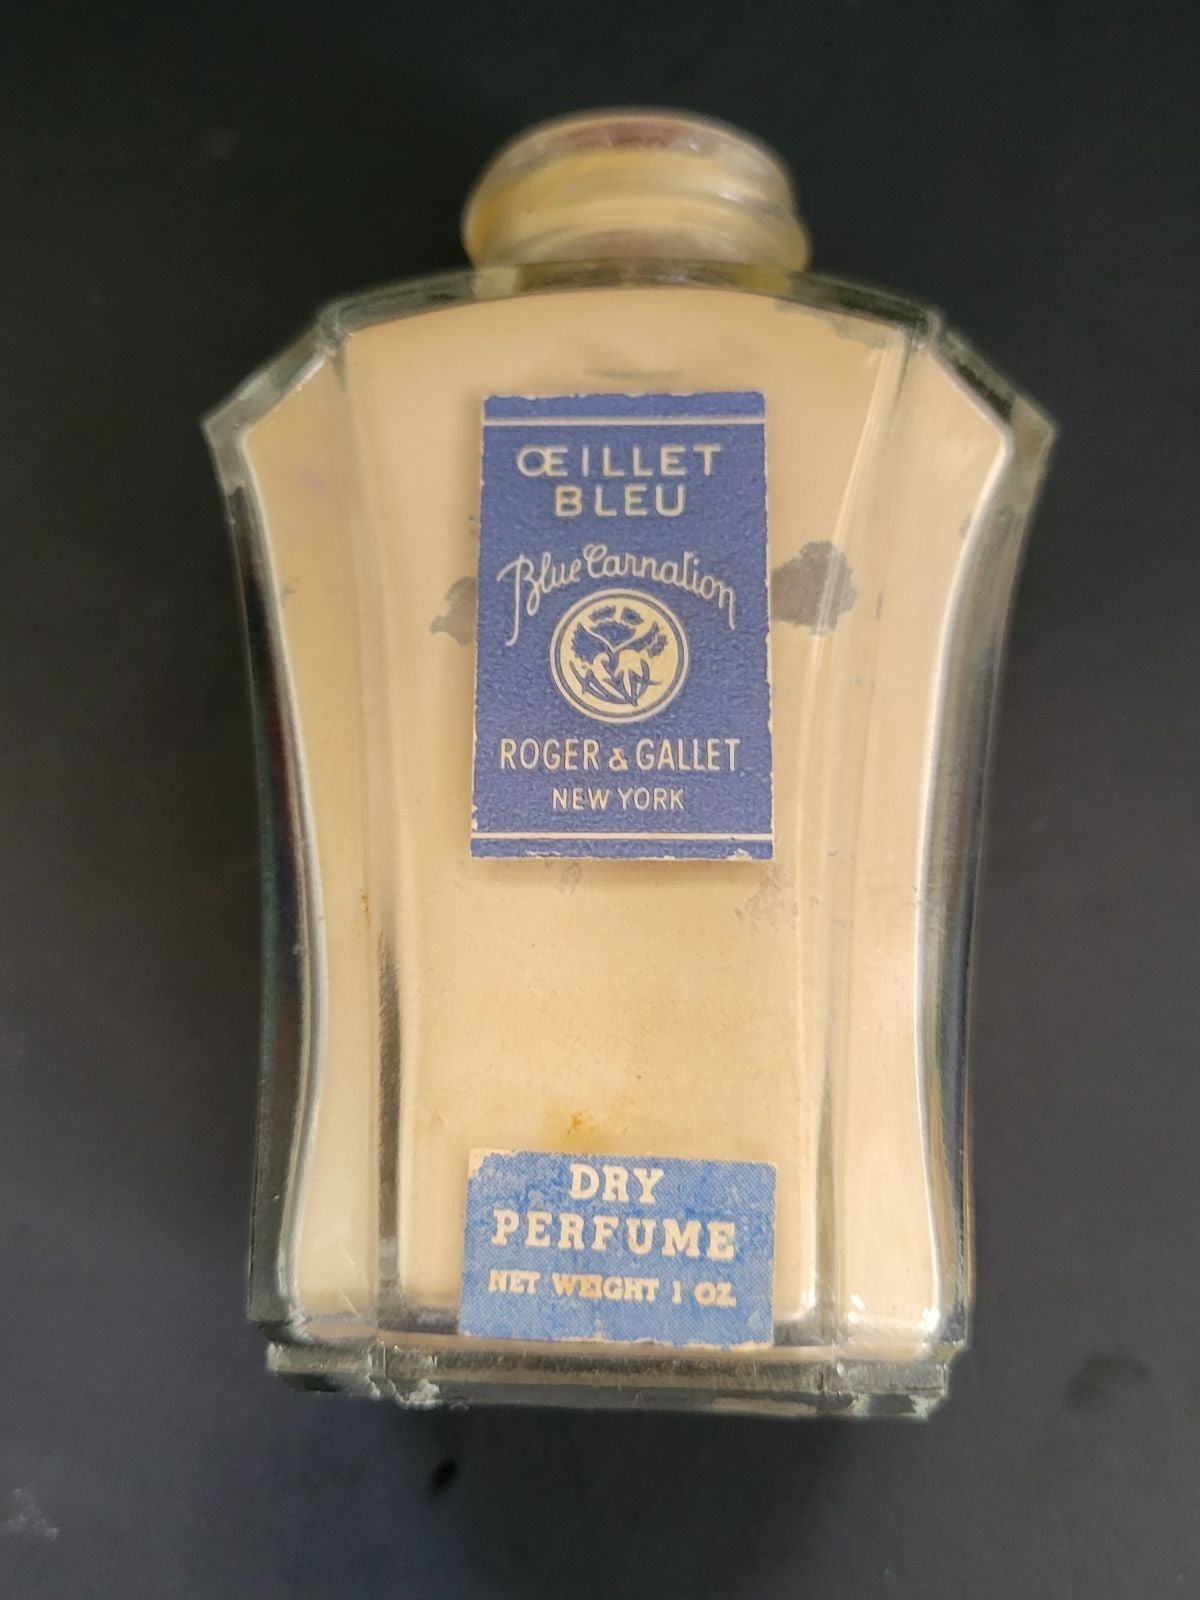 ŒILLET
BLEU
Blue Carnation
ROGER & GALLET
NEW YORK
DRY
PERFUME
NET WEIGHT 1 OZ.